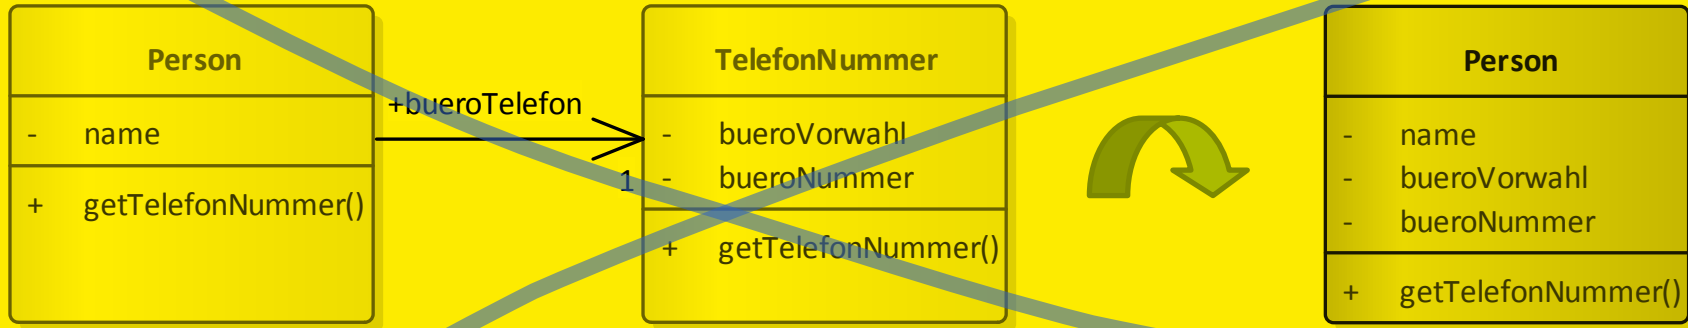 Person
- name
+ getTelefonNummer()
+bueroTelefon
1
TelefonNummer
- bueroVorwahl
- bueroNummer
+ getTelefonNummer()
Person
- name
- bueroVorwahl
- bueroNummer
+ getTelefonNummer()